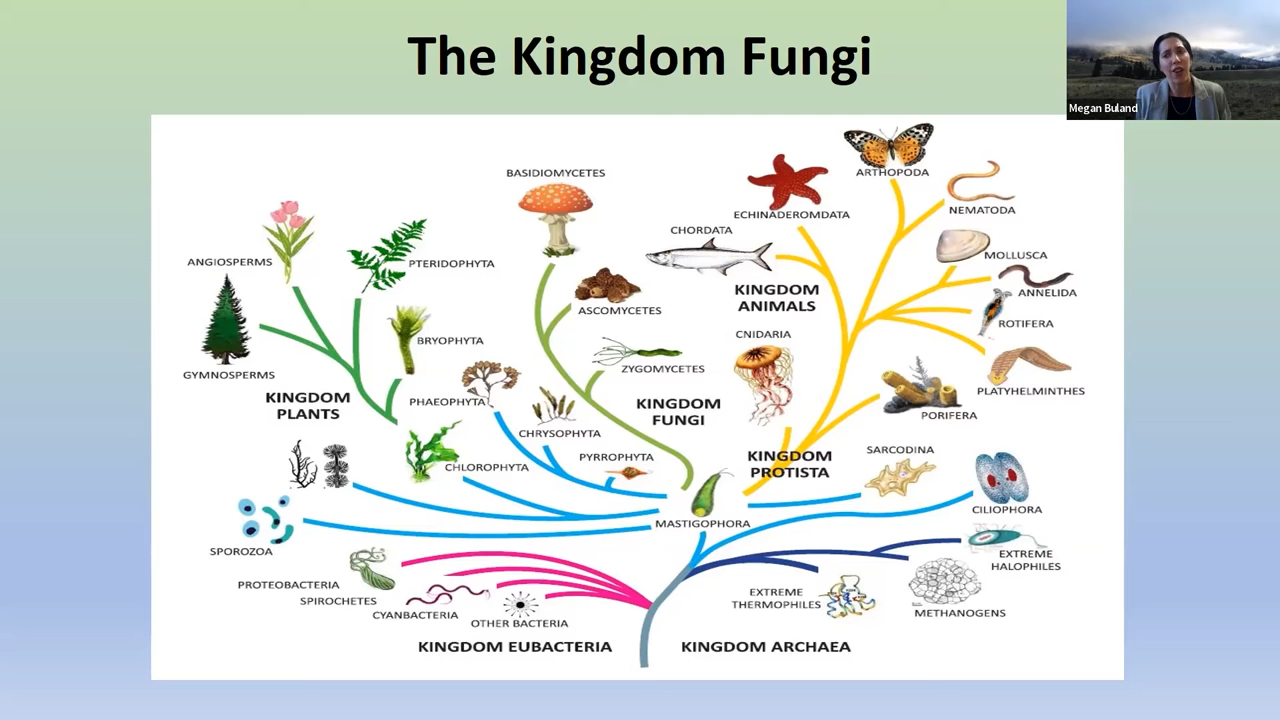 The Kingdom Fungi
Megan Buland
BASIDIOMYCETES
ARTHOPODA
ECHINADEROMDATA
NEMATODA
CHORDATA
ANGIOSPERMS
PTERIDOPHYTA
MOLLUSCA
KINGDOM
ANIMALS
ANNELIDA
ASCOMYCETES
ROTIFERA
BRYOPHYTA
CNIDARIA
GYMNOSPERMS
ZYGOMYCETES
PLATYHELMINTHES
KINGDOM
PLANTS
PHAEOPHYTA
KINGDOM
FUNGI
PORIFERA
CHRYSOPHYTA
PYRROPHYTA
KINGDOM
PROTISTA
SARCODINA
CHLOROPHYTA
CILIOPHORA
MASTIGOPHORA
SPOROZOA
EXTREME
HALOPHILES
PROTEOBACTERIA
SPIROCHETES
CYANBACTERIA
OTHER BACTERIA
EXTREME
THERMOPHILES
METHANOGENS
KINGDOM EUBACTERIA
KINGDOM ARCHAEA